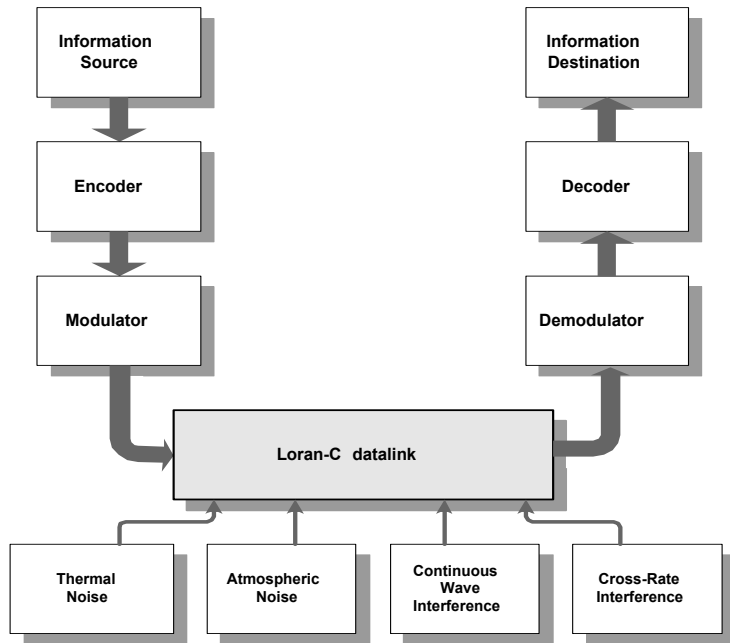 Information
Source
Information
Destination
Encoder
Decoder
Modulator
Demodulator
Loran-C datalink
Thermal
Noise
Atmospheric
Noise
Continuous
Wave
Interference
Cross-Rate
Interference